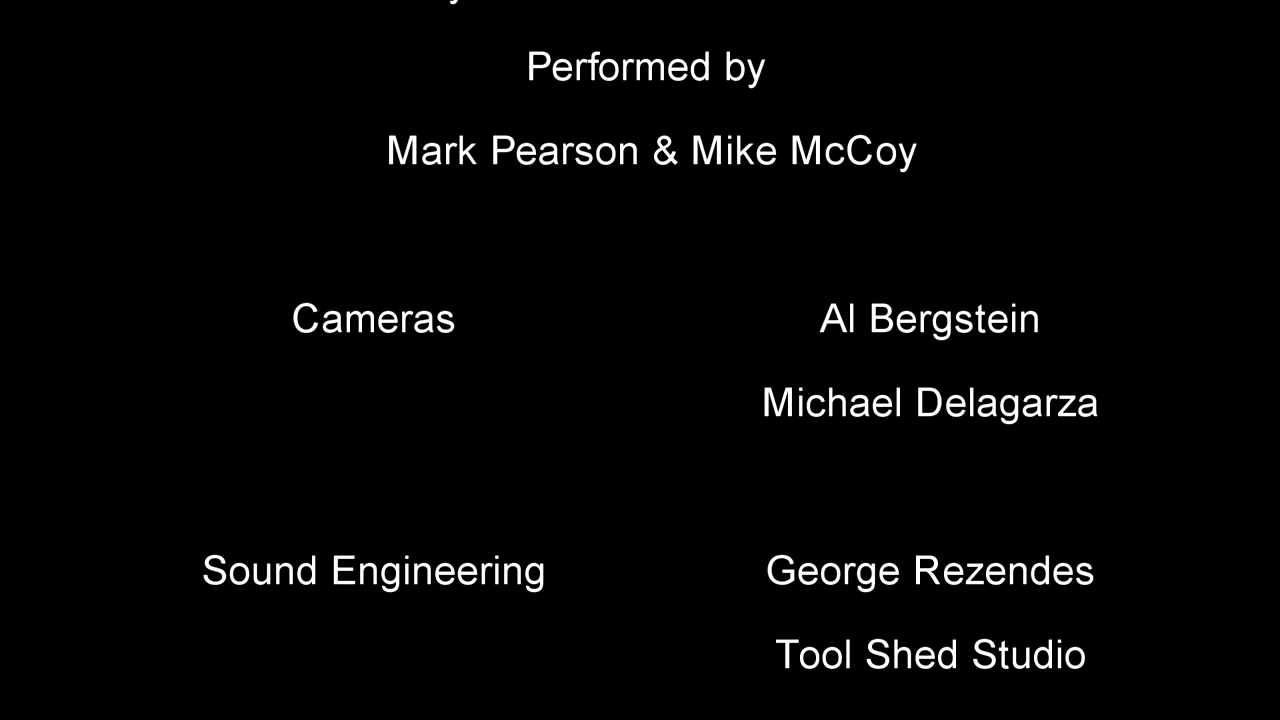 Performed by
Mark Pearson & Mike McCoy
Cameras Al Bergstein
Michael Delagarza
Sound Engineering George Rezendes
Tool Shed Studio